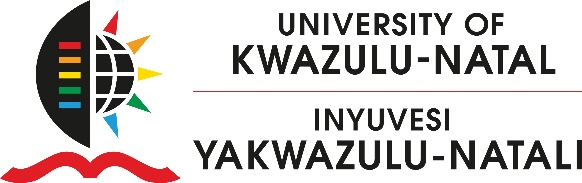 UNIVERSITY OF
KWAZULU-NATAL
INYUVESI
YAKWAZULU-NATALI